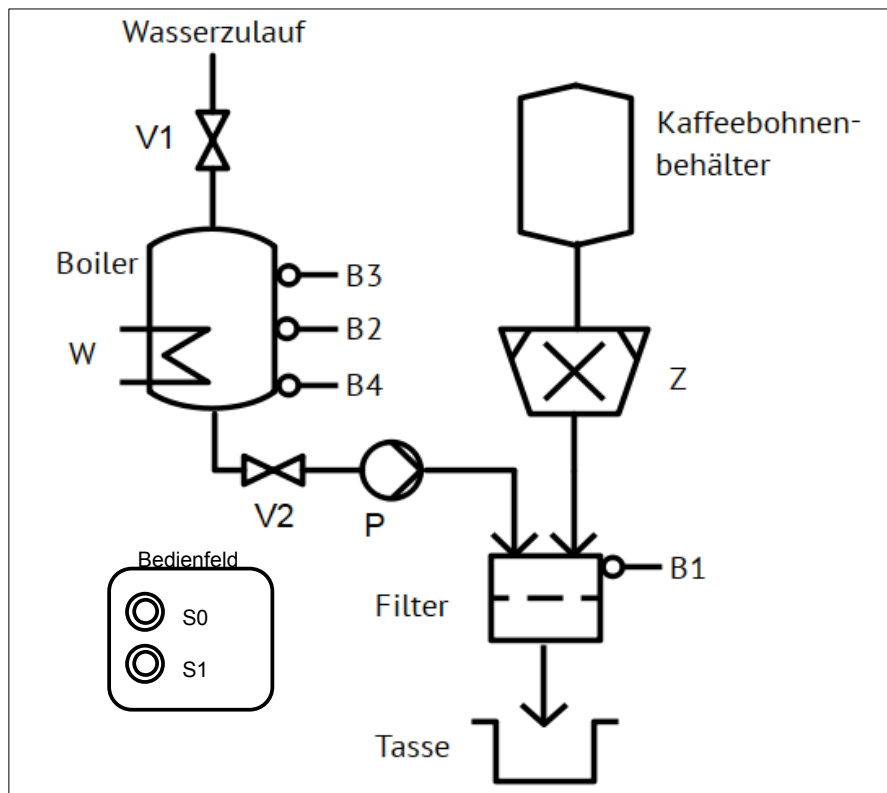 Wasserzulauf
V1
Kaffeebohnen-
behälter
Boiler
B3
B2
W
B4
Z
V2
P
Bedienfeld
S0
S1
B1
Filter
Tasse